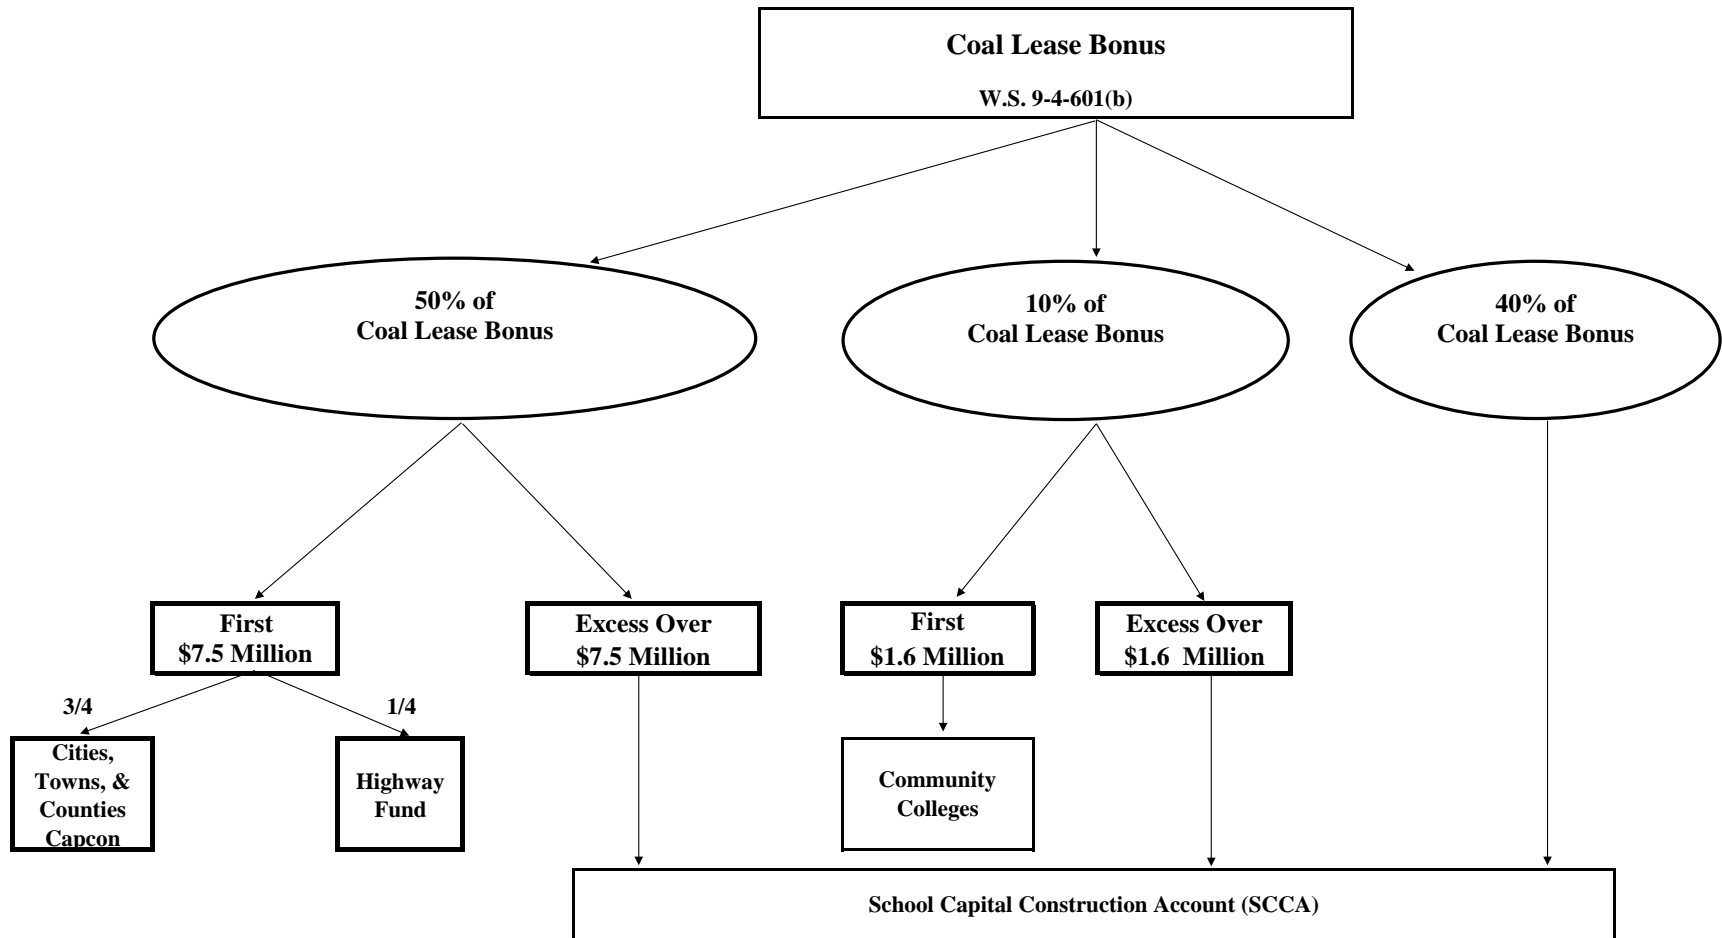 Coal Lease Bonus
W.S. 9-4-601(b)
50% of
Coal Lease Bonus
10% of
Coal Lease Bonus
40% of
Coal Lease Bonus
First
$7.5 Million
Excess Over
$7.5 Million
First
$1.6 Million
Excess Over
$1.6  Million
3/4
1/4
Cities,
Towns, &
Counties
Capcon
Highway
Fund
Community
Colleges
School Capital Construction Account (SCCA)